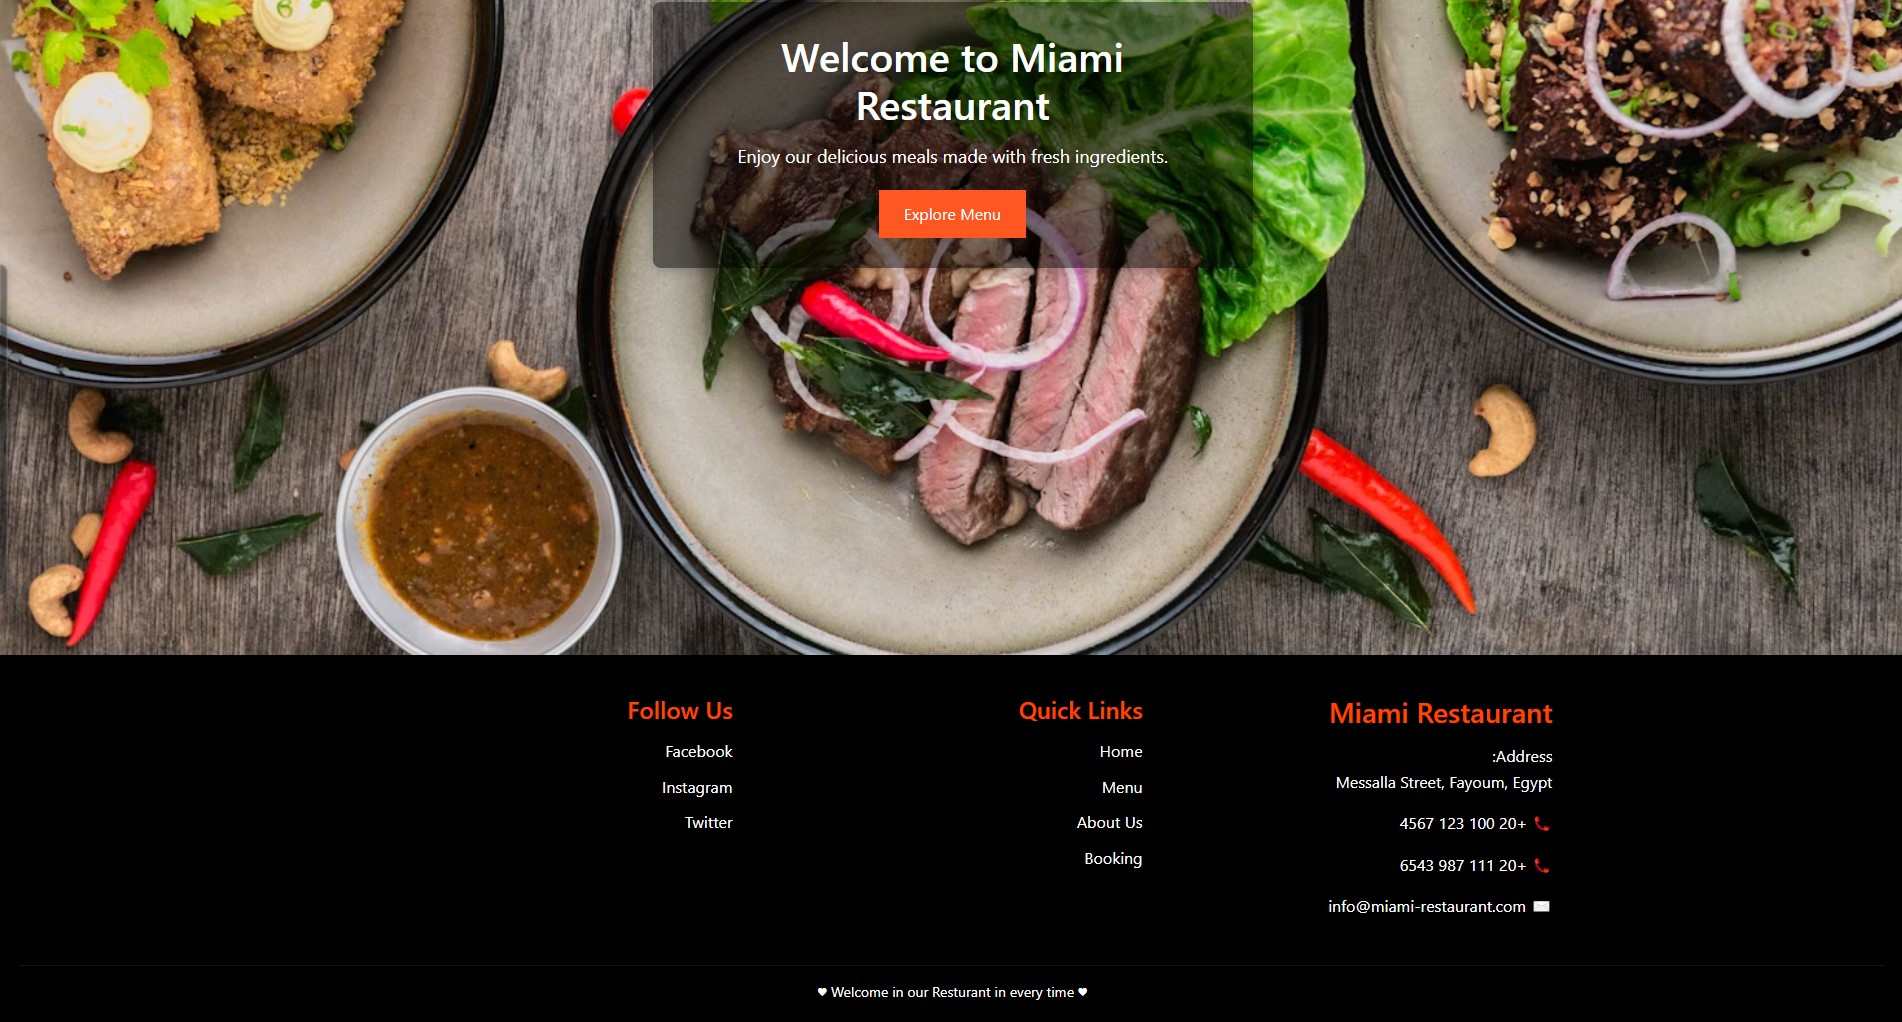 Welcome to Miami
Restaurant
Enjoy our delicious meals made with fresh ingredients.
Explore Menu
Miami Restaurant
:Address
Messalla Street, Fayoum, Egypt
4567 123 100 20+
6543 987 111 20+
info@miami-restaurant.com
Quick Links
Home
Menu
About Us
Booking
Follow Us
Facebook
Instagram
Twitter
♥ Welcome in our Resturant in every time ♥